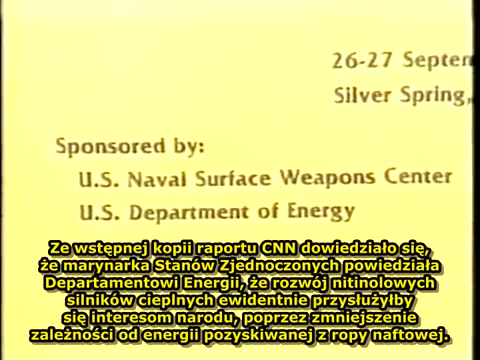 26-27 Septem
Silver Spring,
Sponsored by:
U.S. Naval Surface Weapons Center
U.S. Department of Energy
Ze wstępnej kopii raportu CNN dowiedziało się,
że marynarka Stanów Zjednoczonych powiedziała
Departamentowi Energii, że rozwój nitinolowych
silników cieplnych ewidentnie przysłużyłby
się interesom narodu, poprzez zmniejszenie
zależności od energii pozyskiwanej z ropy naftowej.